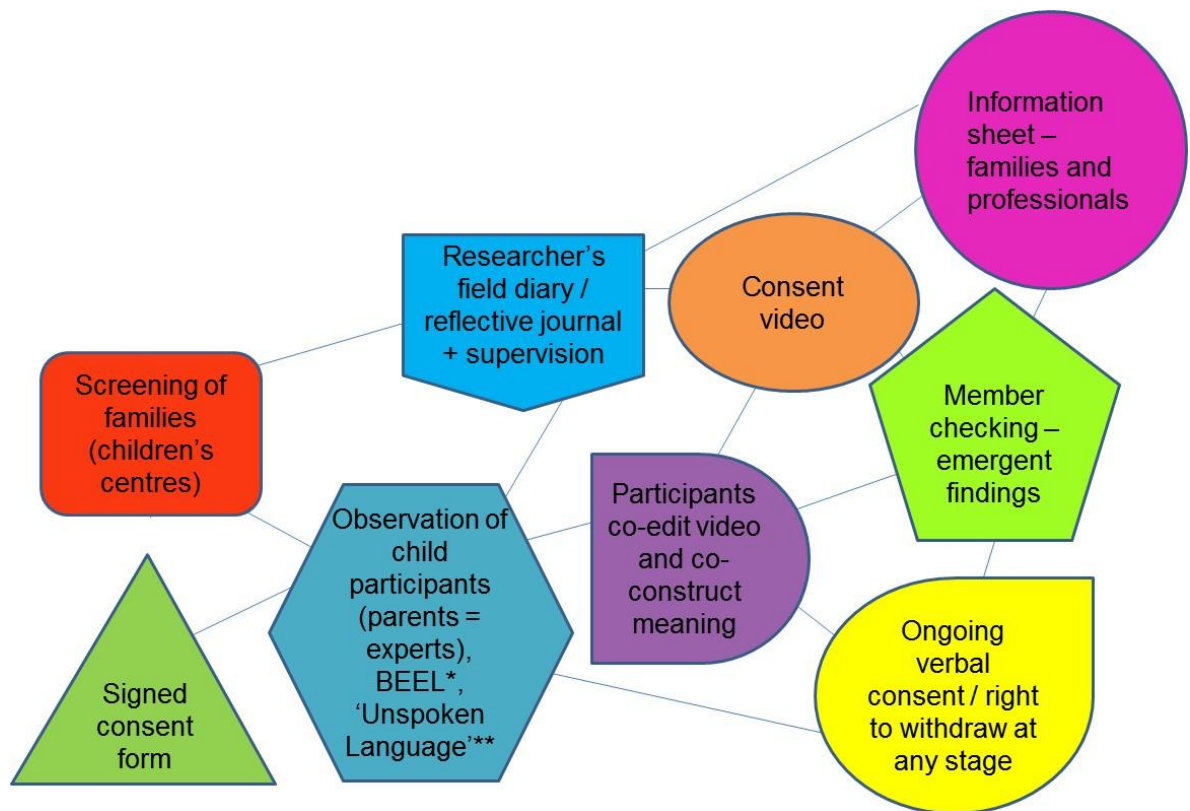 Information
sheet –
families and
professionals
Researcher’s
field diary /
reflective journal
+ supervision
Consent
video
Screening of
families
(children’s
centres)
Member
checking –
emergent
findings
Participants
co-edit video
and co-
construct
meaning
Observation of
child
participants
(parents =
experts),
BEEL*,
‘Unspoken
Language’**
Signed
consent
form
Ongoing
verbal
consent / right
to withdraw at
any stage